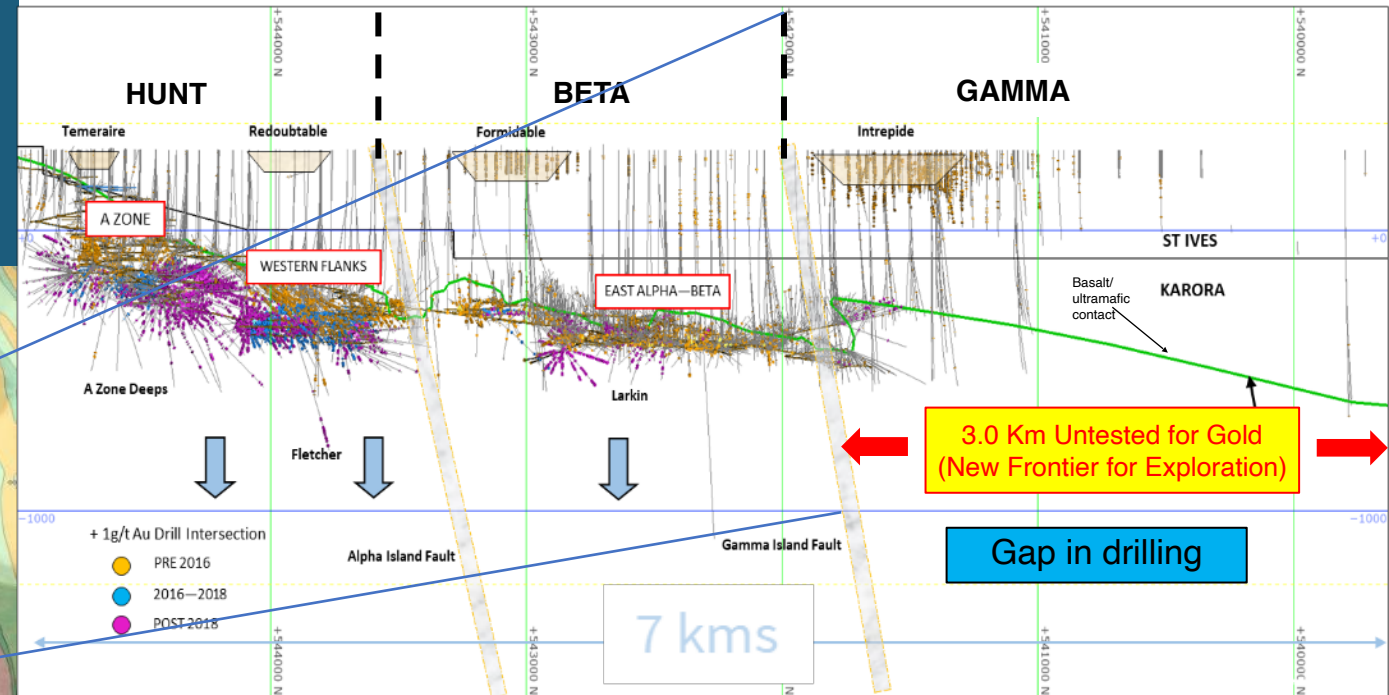 +544000 N
+543000 N
+542000 N
+541000 N
+540000 N
HUNT
BETA
GAMMA
Temeraire
Redoubtable
Formidable
Intrepide
A ZONE
WESTERN FLANKS
EAST ALPHA—BETA
+0
+0
ST IVES
KARORA
Basalt/
ultramafic
contact
A Zone Deeps
Larkin
Fletcher
3.0 Km Untested for Gold
(New Frontier for Exploration)
−1000
−1000
+ 1g/t Au Drill Intersection
PRE 2016
2016—2018
POST 2018
Alpha Island Fault
Gamma Island Fault
Gap in drilling
7 kms
+544000 N
+543000 N
+541000 N